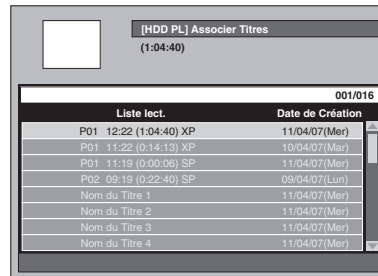 [HDD PL] Associer Titres
(1:04:40)
001/016
Liste lect. Date de Création
P01 12:22 (1:04:40) XP 11/04/07(Mer)
P01 11:22 (0:14:13) XP 10/04/07(Mar)
P01 11:19 (0:00:06) SP 11/04/07(Mer)
P02 09:19 (0:22:40) SP 09/04/07(Lun)
Nom du Titre 1 11/04/07(Mer)
Nom du Titre 2 11/04/07(Mer)
Nom du Titre 3 11/04/07(Mer)
Nom du Titre 4 11/04/07(Mer)